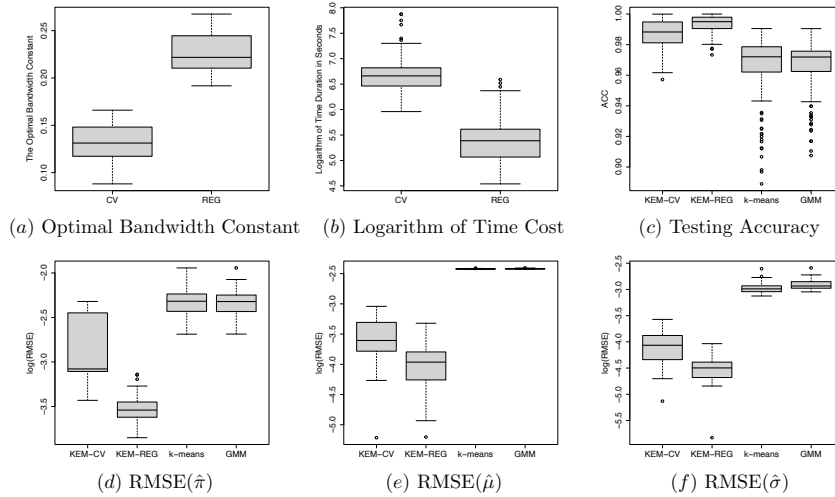 The Optimal Bandwidth Constant
0.10 0.15 0.20 0.25
CV REG
(a) Optimal Bandwidth Constant
Logarithm of Time Duration in Seconds
4.5 5.0 5.5 6.0 6.5 7.0 7.5 8.0
CV REG
(b) Logarithm of Time Cost
ACC
0.90 0.92 0.94 0.96 0.98 1.00
KEM−CV KEM−REG k−means GMM
(c) Testing Accuracy
log(RMSE)
−3.5 −3.0 −2.5 −2.0
KEM−CV KEM−REG k−means GMM
(d) RMSE(π̂)
log(RMSE)
−5.0 −4.5 −4.0 −3.5 −3.0 −2.5
KEM−CV KEM−REG k−means GMM
(e) RMSE(μ̂)
log(RMSE)
−5.5 −5.0 −4.5 −4.0 −3.5 −3.0 −2.5
KEM−CV KEM−REG k−means GMM
(f) RMSE(σ̂)